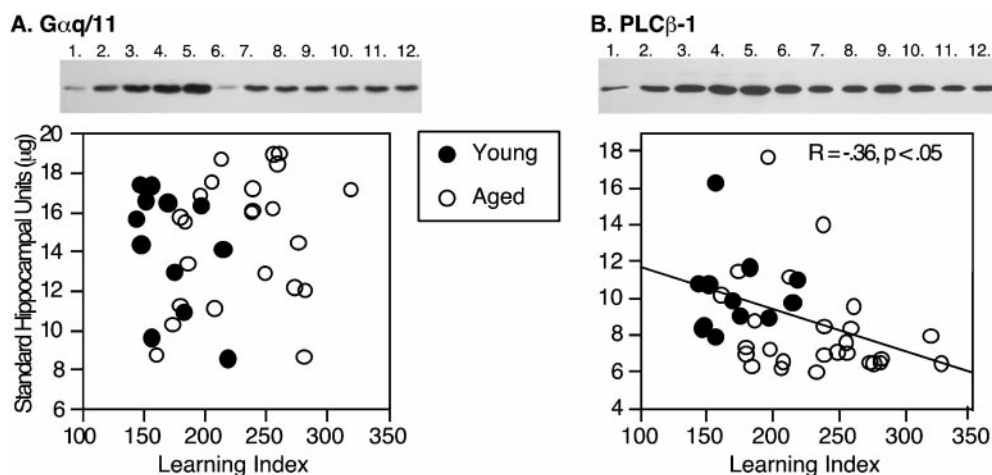 A. Gαq/11
1. 2. 3. 4. 5. 6. 7. 8. 9. 10. 11. 12.
Standard Hippocampal Units (µg)
20
18
16
14
12
10
8
6
100 150 200 250 300 350
Learning Index
Young
Aged
B. PLCβ-1
1. 2. 3. 4. 5. 6. 7. 8. 9. 10. 11. 12.
R = -.36, p < .05
18
16
14
12
10
8
6
4
100 150 200 250 300 350
Learning Index